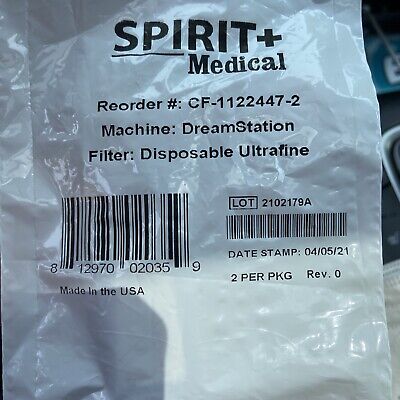 SPIRIT+
Medical
Reorder #: CF-1122447-2
Machine: DreamStation
Filter: Disposable Ultrafine
LOT 2102179A
8 12970 02035 9
DATE STAMP: 04/05/21
2 PER PKG Rev. 0
Made in the USA